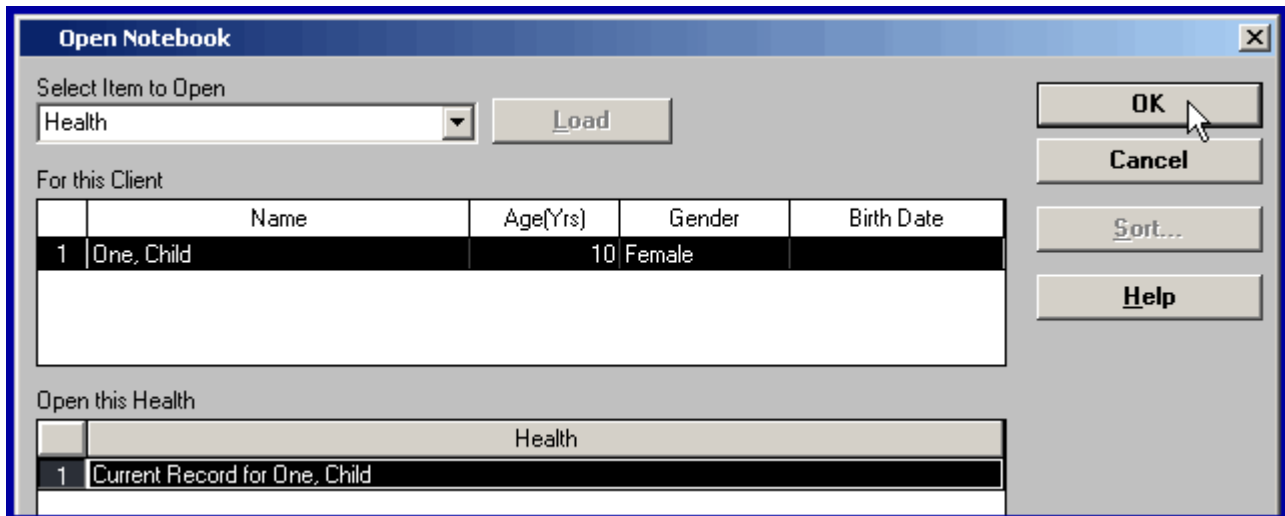 Open Notebook
Select Item to Open
Health
Load
OK
Cancel
For this Client
Name Age(Yrs) Gender Birth Date
Sort...
1 One, Child 10 Female
Help
Open this Health
Health
1 Current Record for One, Child